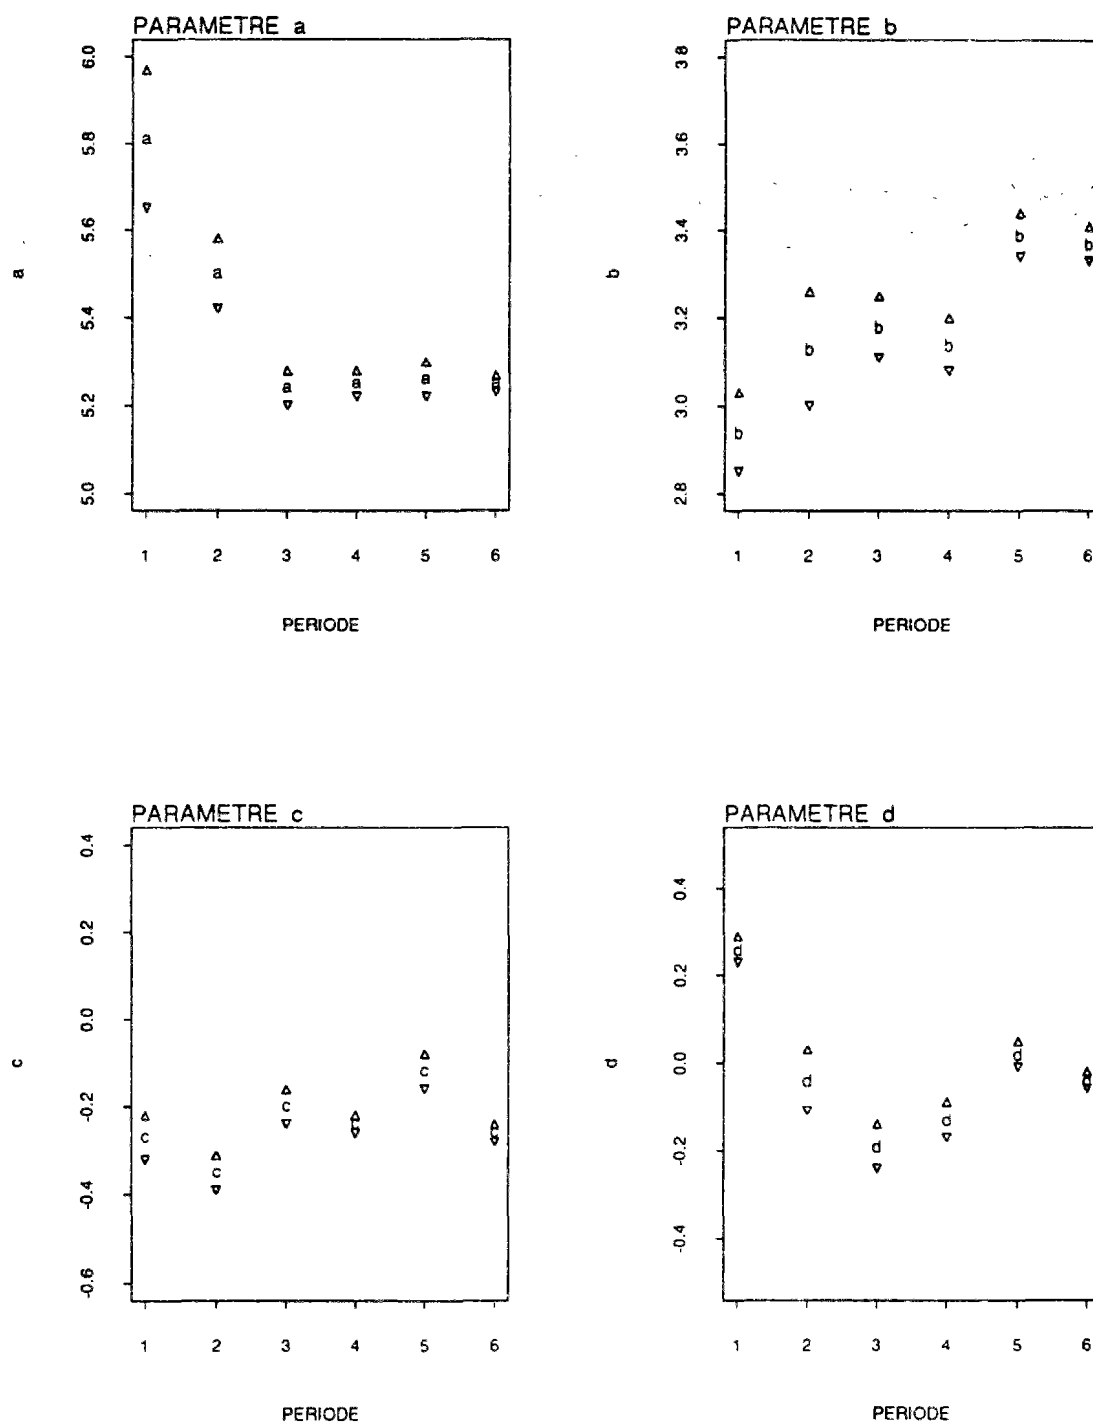 PARAMETRE a
6.0
5.8
5.6
5.4
5.2
5.0
a
a
a
a
a
a
a
1 2 3 4 5 6
PERIODE
PARAMETRE b
3.8
3.6
3.4
3.2
3.0
2.8
b
b
b
b
b
b
b
1 2 3 4 5 6
PERIODE
PARAMETRE c
0.4
0.2
0.0
-0.2
-0.4
-0.6
c
c
c
c
c
c
c
1 2 3 4 5 6
PERIODE
PARAMETRE d
0.4
0.2
0.0
-0.2
-0.4
d
d
d
d
d
d
d
1 2 3 4 5 6
PERIODE